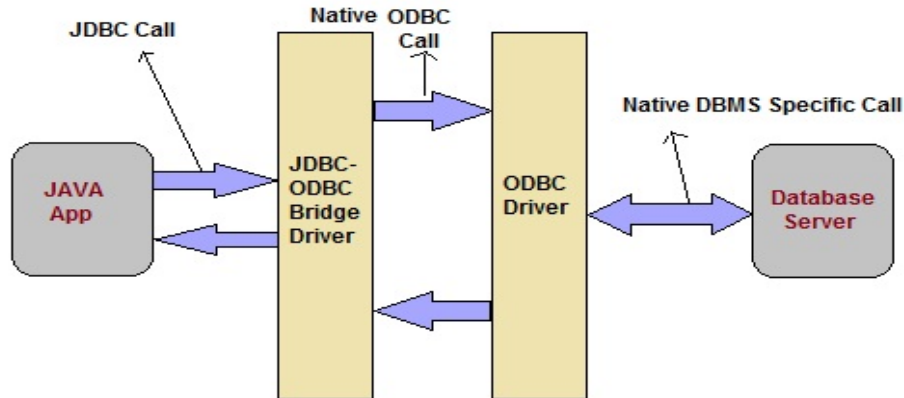 JDBC Call
Native ODBC
Call
Native DBMS Specific Call
JAVA
App
JDBC-
ODBC
Bridge
Driver
ODBC
Driver
Database
Server